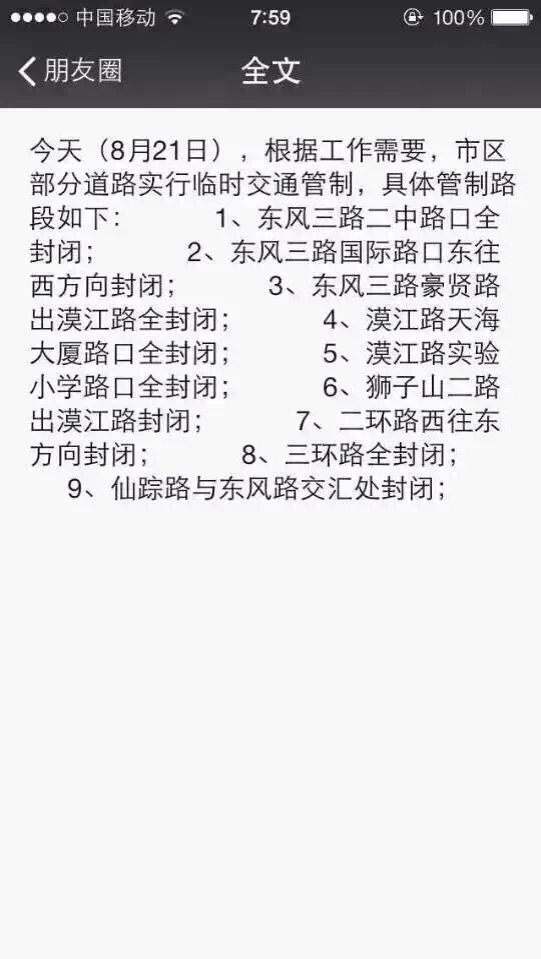 中国移动 7:59 100%
朋友圈 全文
今天（8月21日），根据工作需要，市区
部分道路实行临时交通管制，具体管制路
段如下： 1、东风三路二中路口全
封闭； 2、东风三路国际路口东往
西方向封闭； 3、东风三路豪贤路
出漠江路全封闭； 4、漠江路天海
大厦路口全封闭； 5、漠江路实验
小学路口全封闭； 6、狮子山二路
出漠江路封闭； 7、二环路西往东
方向封闭； 8、三环路全封闭；
9、仙踪路与东风路交汇处封闭；